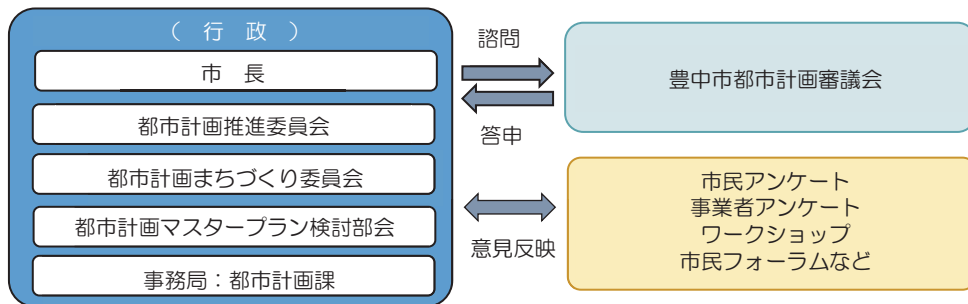 （ 行 政 ）
市 長
都市計画推進委員会
都市計画まちづくり委員会
都市計画マスタープラン検討部会
事務局：都市計画課
諮問
答申
意見反映
豊中市都市計画審議会
市民アンケート
事業者アンケート
ワークショップ
市民フォーラムなど